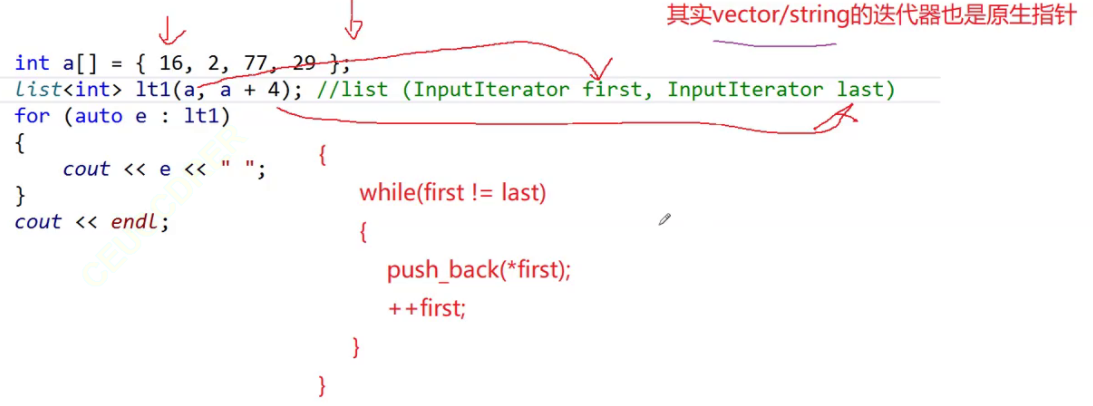 其实vector/string的迭代器也是原生指针
int a[] = { 16, 2, 77, 29 };
list<int> lt1(a, a + 4); //list (InputIterator first, InputIterator last)
for (auto e : lt1)
{
cout << e << " ";
}
cout << endl;
{
while(first != last)
{
push_back(*first);
++first;
}
}